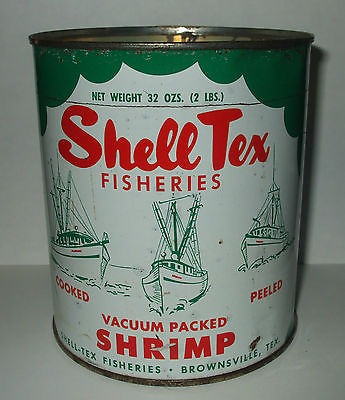 NET WEIGHT 32 OZS. (2 LBS.)
Shell Tex
FISHERIES
COOKED
PEELED
VACUUM PACKED
SHRiMP
SHELL-TEX FISHERIES • BROWNSVILLE, TEX.